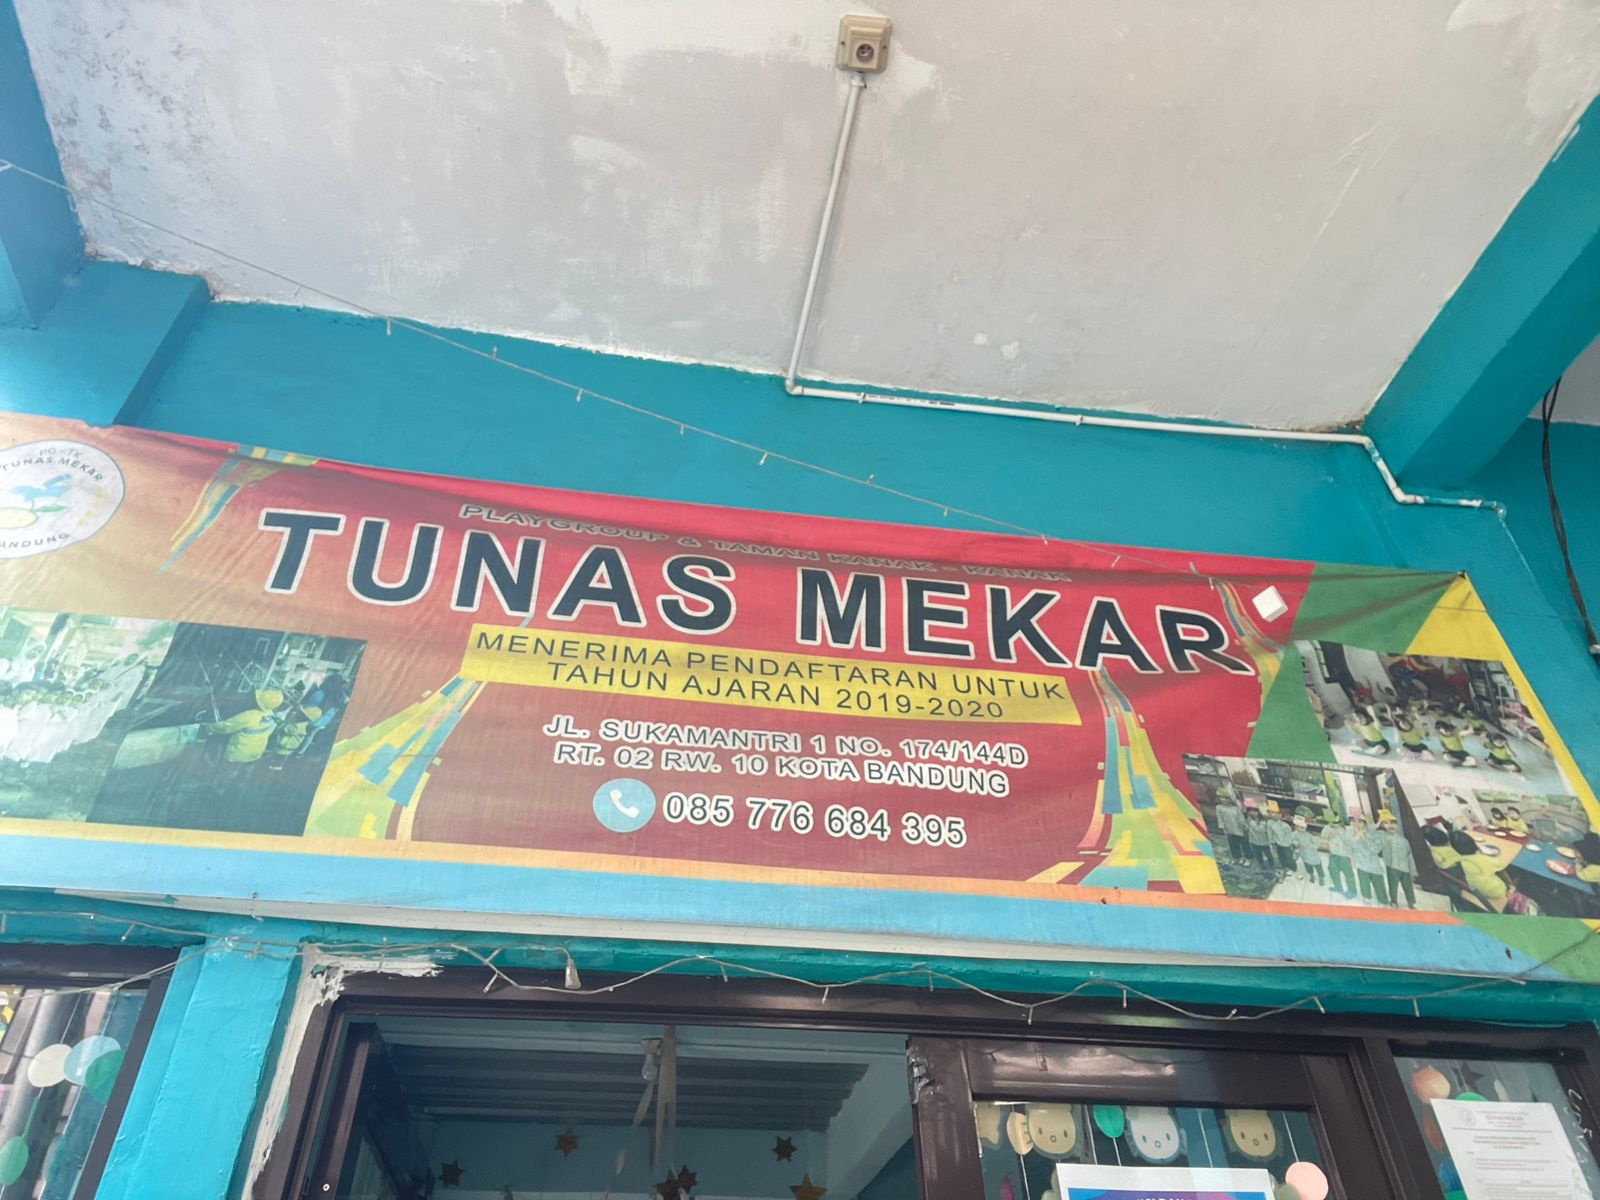 PG - TK
TUNAS MEKAR
BANDUNG
PLAYGROUP & TAMAN KANAK - KANAK
TUNAS MEKAR
MENERIMA PENDAFTARAN UNTUK
TAHUN AJARAN 2019-2020
JL. SUKAMANTRI 1 NO. 174/144D
RT. 02 RW. 10 KOTA BANDUNG
085 776 684 395